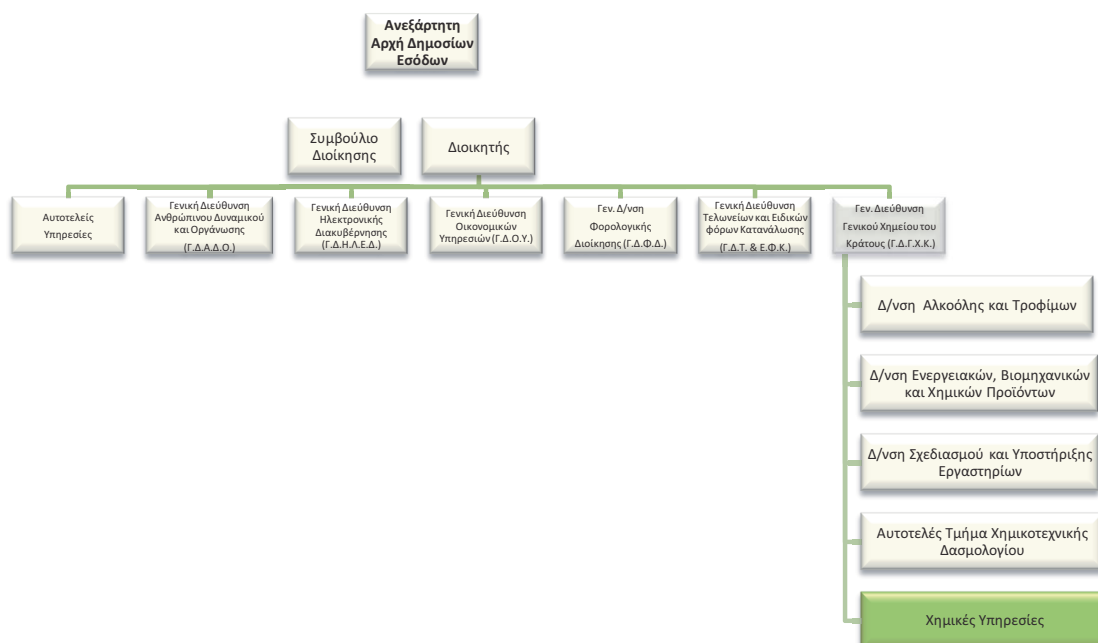 Ανεξάρτητη
Αρχή Δημοσίων
Εσόδων
Συμβούλιο
Διοίκησης
Διοικητής
Αυτοτελείς
Υπηρεσίες
Γενική Διεύθυνση
Ανθρώπινου Δυναμικού
και Οργάνωσης
(Γ.Δ.Α.Δ.Ο.)
Γενική Διεύθυνση
Ηλεκτρονικής
Διακυβέρνησης
(Γ.Δ.Η.Λ.Ε.Δ.)
Γενική Διεύθυνση
Οικονομικών
Υπηρεσιών (Γ.Δ.Ο.Υ.)
Γεν. Δ/νση
Φορολογικής
Διοίκησης (Γ.Δ.Φ.Δ.)
Γενική Διεύθυνση
Τελωνείων και Ειδικών
φόρων Κατανάλωσης
(Γ.Δ.Τ. & Ε.Φ.Κ.)
Γεν. Διεύθυνση
Γενικού Χημείου του
Κράτους (Γ.Δ.Γ.Χ.Κ.)
Δ/νση Αλκοόλης και Τροφίμων
Δ/νση Ενεργειακών, Βιομηχανικών
και Χημικών Προϊόντων
Δ/νση Σχεδιασμού και Υποστήριξης
Εργαστηρίων
Αυτοτελές Τμήμα Χημικοτεχνικής
Δασμολογίου
Χημικές Υπηρεσίες